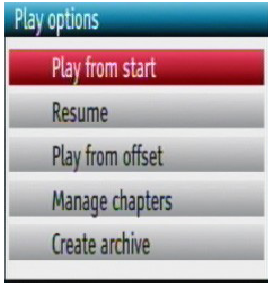 Play options
Play from start
Resume
Play from offset
Manage chapters
Create archive